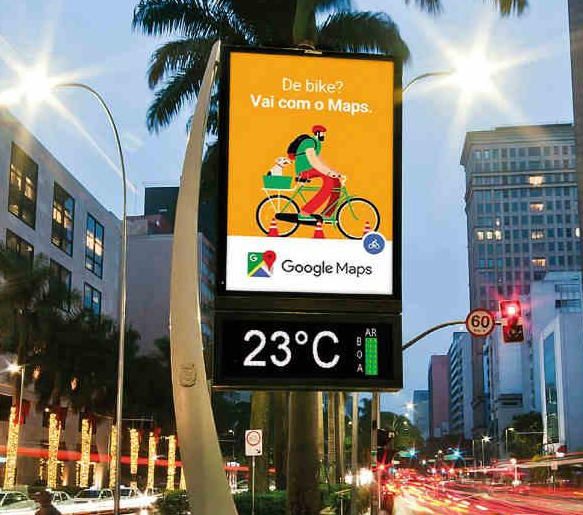 De bike?
Vai com o Maps.
G
Google Maps
23°C
AR
BOA
60